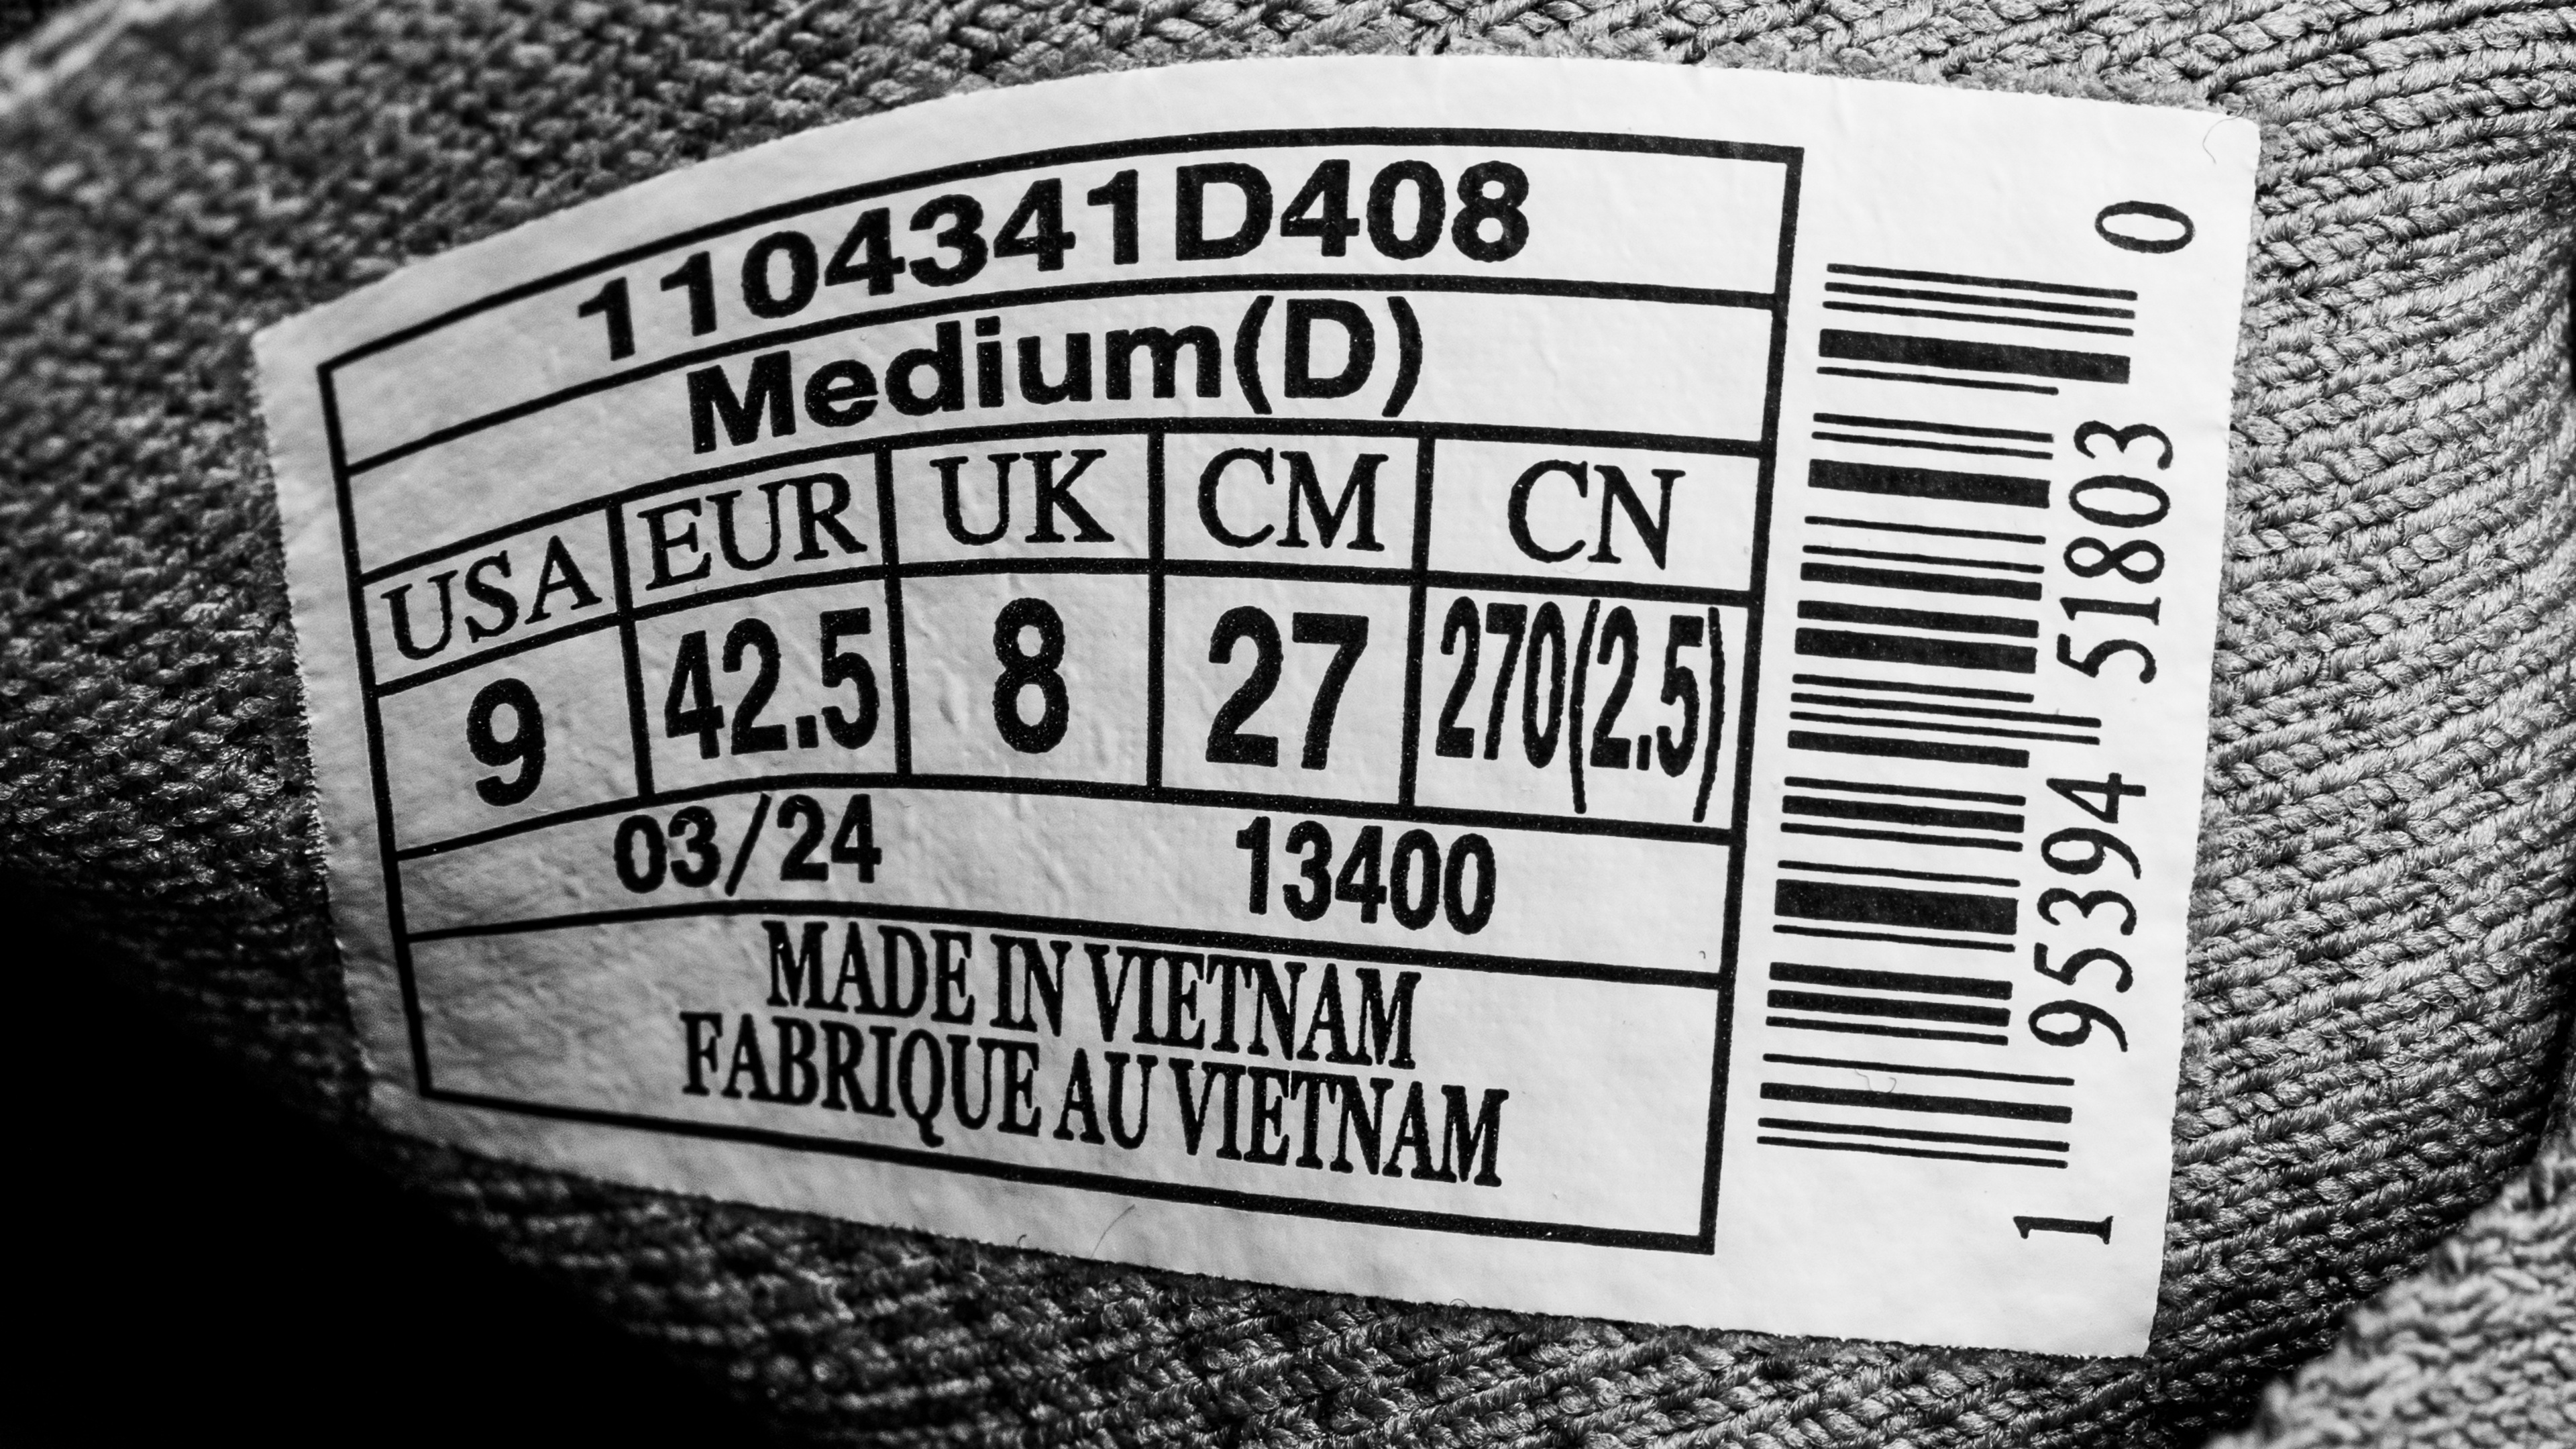 1104341D408
Medium(D)
USA EUR UK CM CN
9 42.5 8 27 270(2.5)
03/24 13400
MADE IN VIETNAM
FABRIQUE AU VIETNAM
1 95394 51803 0